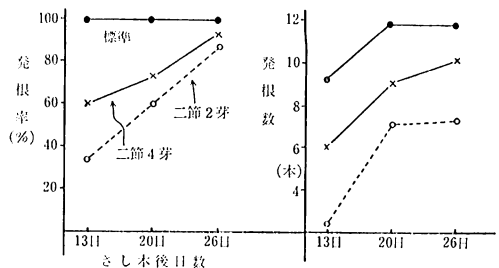 100
80
60
40
20
発根率(%)
標準
二節2芽
二節4芽
13日 20日 26日
さし木後日数
12
10
8
6
4
発根数(本)
13日 20日 26日